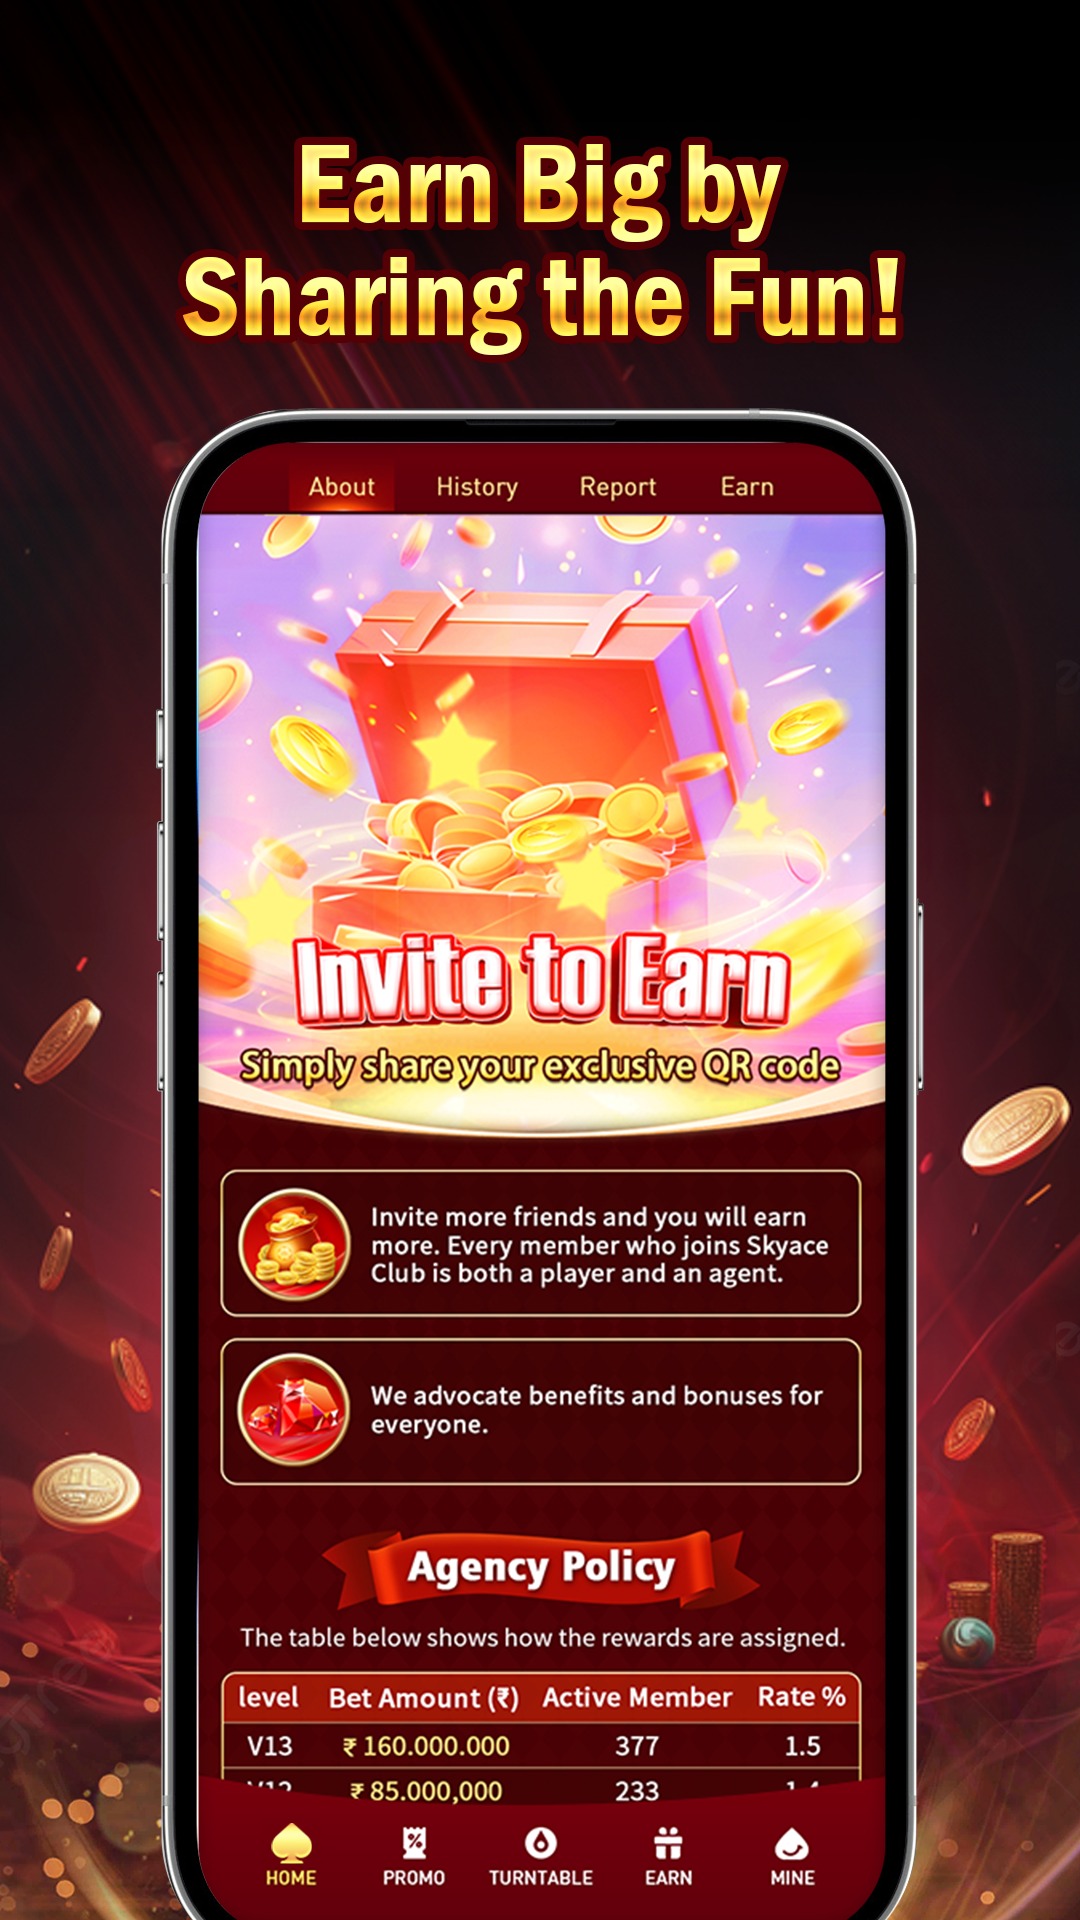 Earn Big by
Sharing the Fun!
About History Report Earn
Invite to Earn
Simply share your exclusive QR code
Invite more friends and you will earn
more. Every member who joins Skyace
Club is both a player and an agent.
We advocate benefits and bonuses for
everyone.
Agency Policy
The table below shows how the rewards are assigned.
level Bet Amount (₹) Active Member Rate %
V13 ₹ 160.000.000 377 1.5
₹ 85.000,000 233
HOME PROMO TURNTABLE EARN MINE